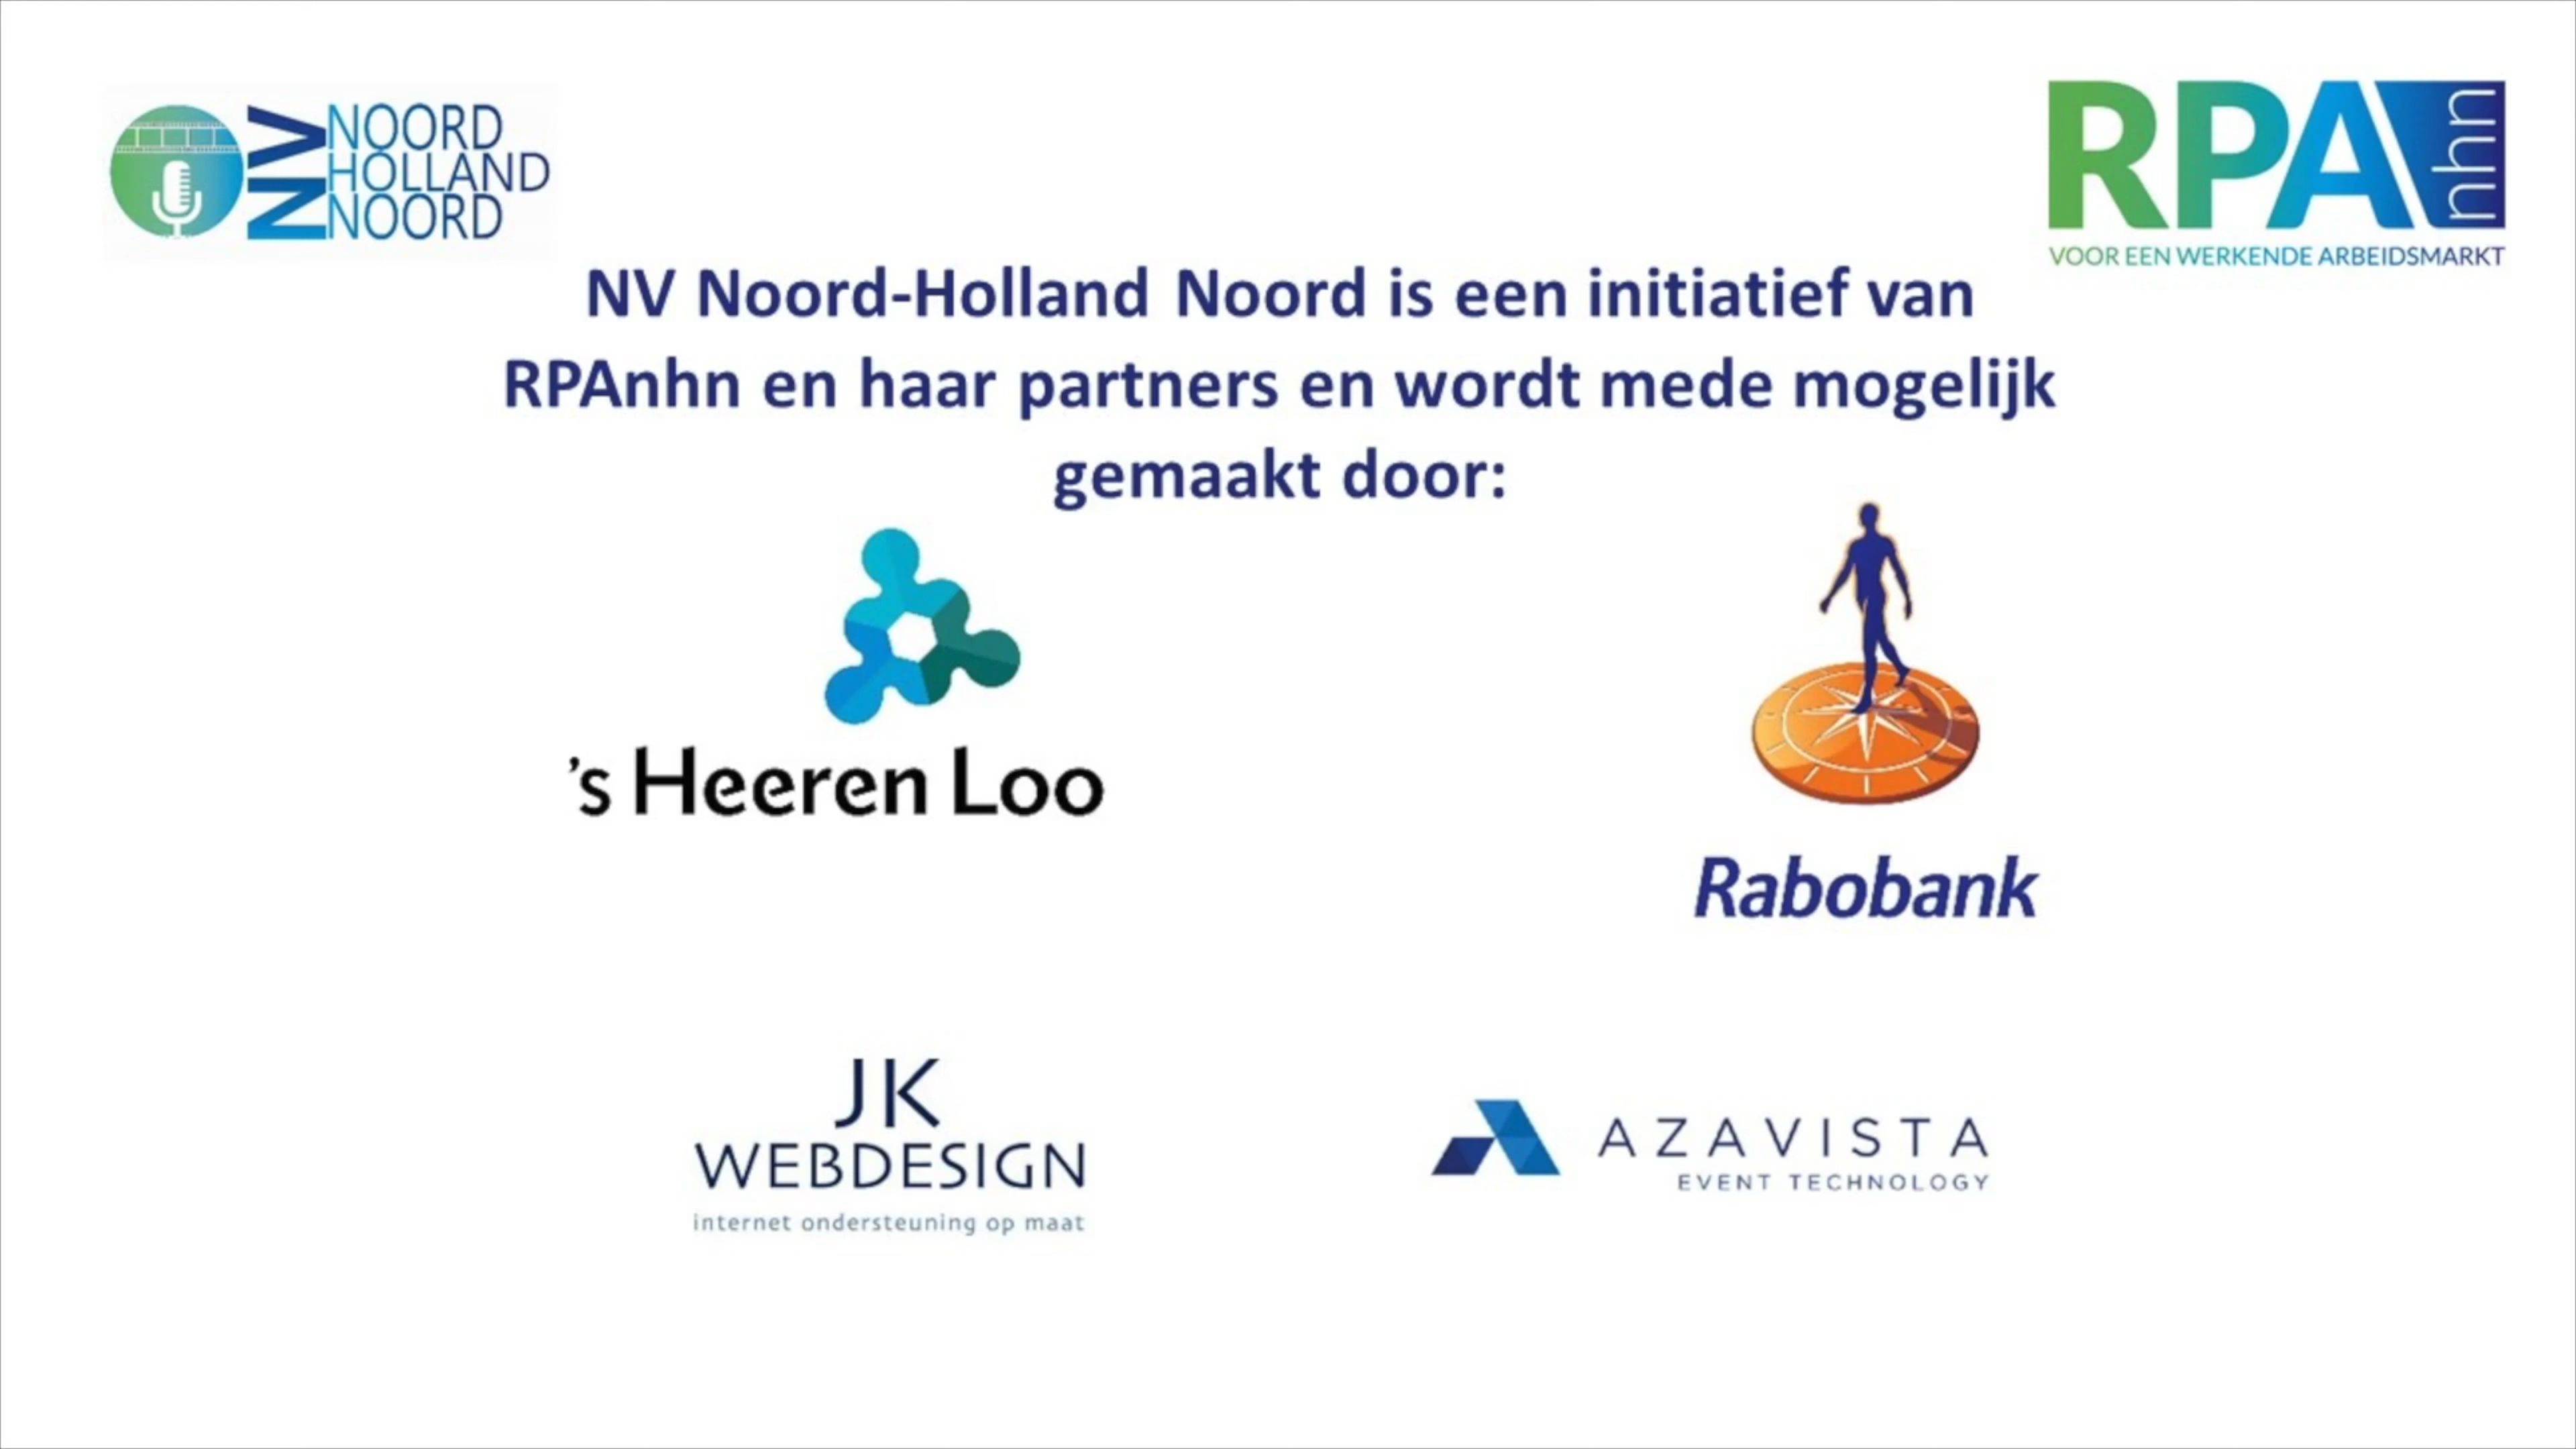 NV NOORD
HOLLAND
NOORD
RPA nhn
VOOR EEN WERKENDE ARBEIDSMARKT
NV Noord-Holland Noord is een initiatief van
RPAnhn en haar partners en wordt mede mogelijk
gemaakt door:
's Heeren Loo
Rabobank
JK
WEBDESIGN
internet ondersteuning op maat
AZAVISTA
EVENT TECHNOLOGY